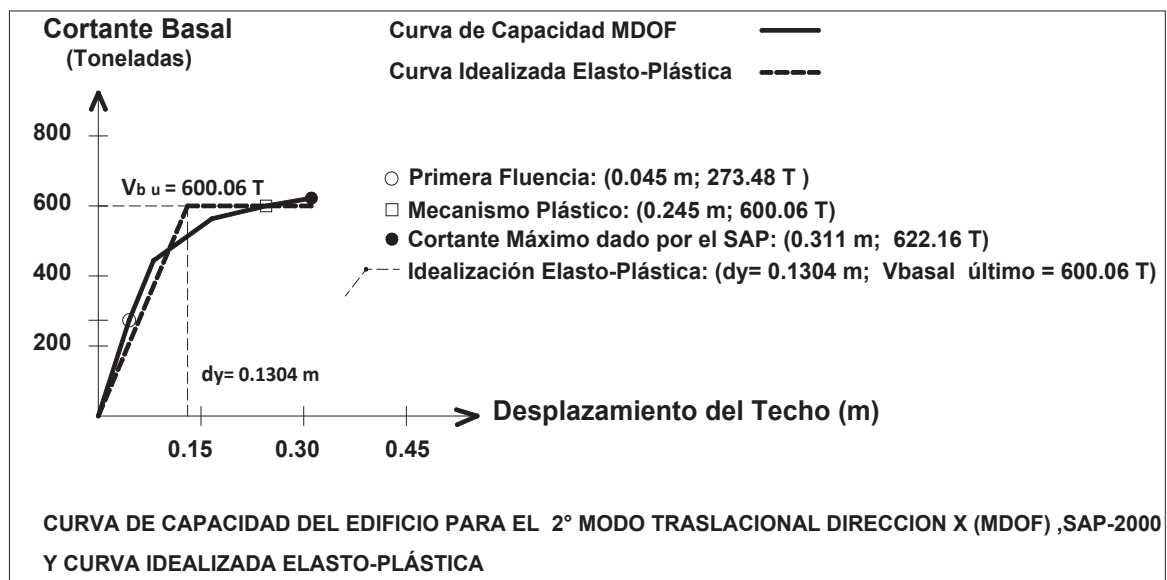 Cortante Basal
(Toneladas)
Curva de Capacidad MDOF
Curva Idealizada Elasto-Plástica
800
600
400
200
Vb u = 600.06 T
Primera Fluencia: (0.045 m; 273.48 T )
Mecanismo Plástico: (0.245 m; 600.06 T)
Cortante Máximo dado por el SAP: (0.311 m; 622.16 T)
Idealización Elasto-Plástica: (dy= 0.1304 m; Vbasal último = 600.06 T)
dy= 0.1304 m
Desplazamiento del Techo (m)
0.15 0.30 0.45
CURVA DE CAPACIDAD DEL EDIFICIO PARA EL 2° MODO TRASLACIONAL DIRECCION X (MDOF) ,SAP-2000
Y CURVA IDEALIZADA ELASTO-PLÁSTICA